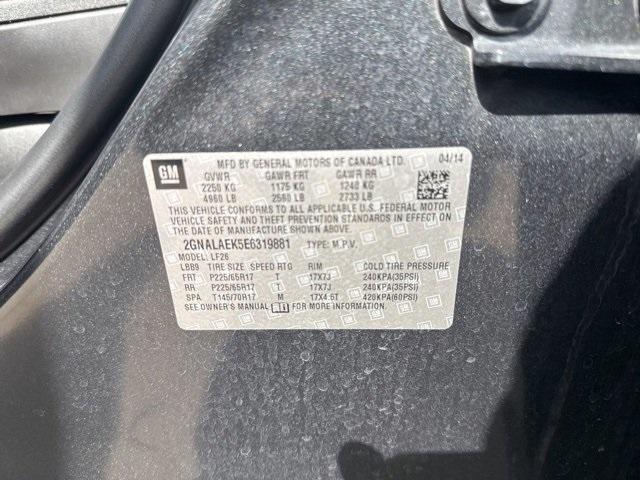 GM
MFD BY GENERAL MOTORS OF CANADA LTD. 04/14
GVWR GAWR FRT GAWR RR
2250 KG 1175 KG 1240 KG
4960 LB 2590 LB 2733 LB
THIS VEHICLE CONFORMS TO ALL APPLICABLE U.S. FEDERAL MOTOR
VEHICLE SAFETY AND THEFT PREVENTION STANDARDS IN EFFECT ON
THE DATE OF MANUFACTURE SHOWN ABOVE.
2GNALAEK5E6319881 TYPE: M.P.V.
MODEL: LF26
LBB9 TIRE SIZE SPEED RTG RIM COLD TIRE PRESSURE
FRT P225/65R17 T 17X7J 240KPA(35PSI)
RR P225/65R17 T 17X7J 240KPA(35PSI)
SPA T145/70R17 M 17X4.5T 420KPA(60PSI)
SEE OWNER'S MANUAL FOR MORE INFORMATION